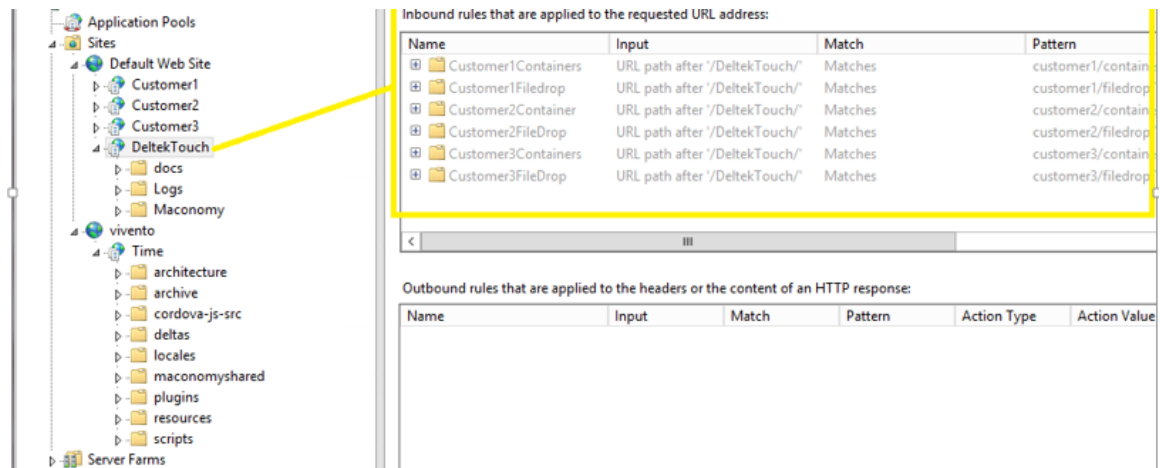 Application Pools
Sites
Default Web Site
Customer1
Customer2
Customer3
DeltekTouch
docs
Logs
Maconomy
vivento
Time
architecture
archive
cordova-js-src
deltas
locales
maconomyshared
plugins
resources
scripts
Server Farms
Inbound rules that are applied to the requested URL address:
Name Input Match Pattern
Customer1Containers URL path after '/DeltekTouch/' Matches customer1/containe
Customer1Filedrop URL path after '/DeltekTouch/' Matches customer1/filedrop
Customer2Container URL path after '/DeltekTouch/' Matches customer2/contain
Customer2FileDrop URL path after '/DeltekTouch/' Matches customer2/filedrop
Customer3Containers URL path after '/DeltekTouch/' Matches customer3/contain
Customer3FileDrop URL path after '/DeltekTouch/' Matches customer3/filedrop
Outbound rules that are applied to the headers or the content of an HTTP response:
Name Input Match Pattern Action Type Action Value